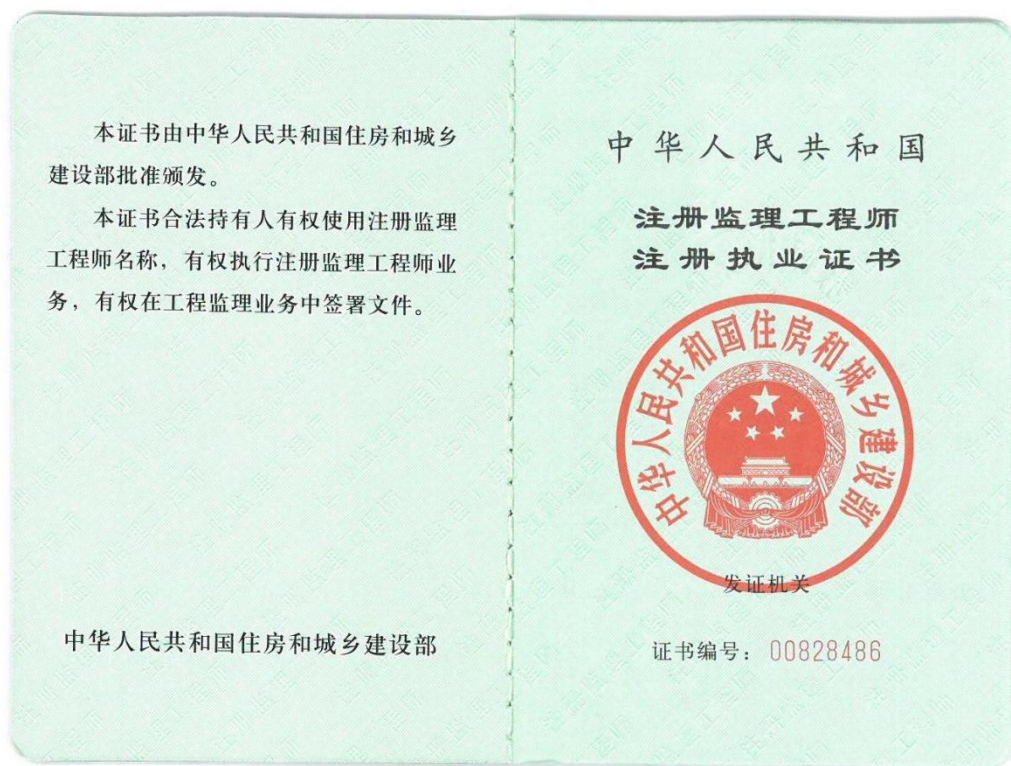 本证书由中华人民共和国住房和城乡
建设部批准颁发。
本证书合法持有人有权使用注册监理
工程师名称，有权执行注册监理工程师业
务，有权在工程监理业务中签署文件。
中华人民共和国住房和城乡建设部
中华人民共和国
注册监理工程师
注册执业证书
中华人民共和国住房和城乡建设部
发证机关
证书编号：00828486